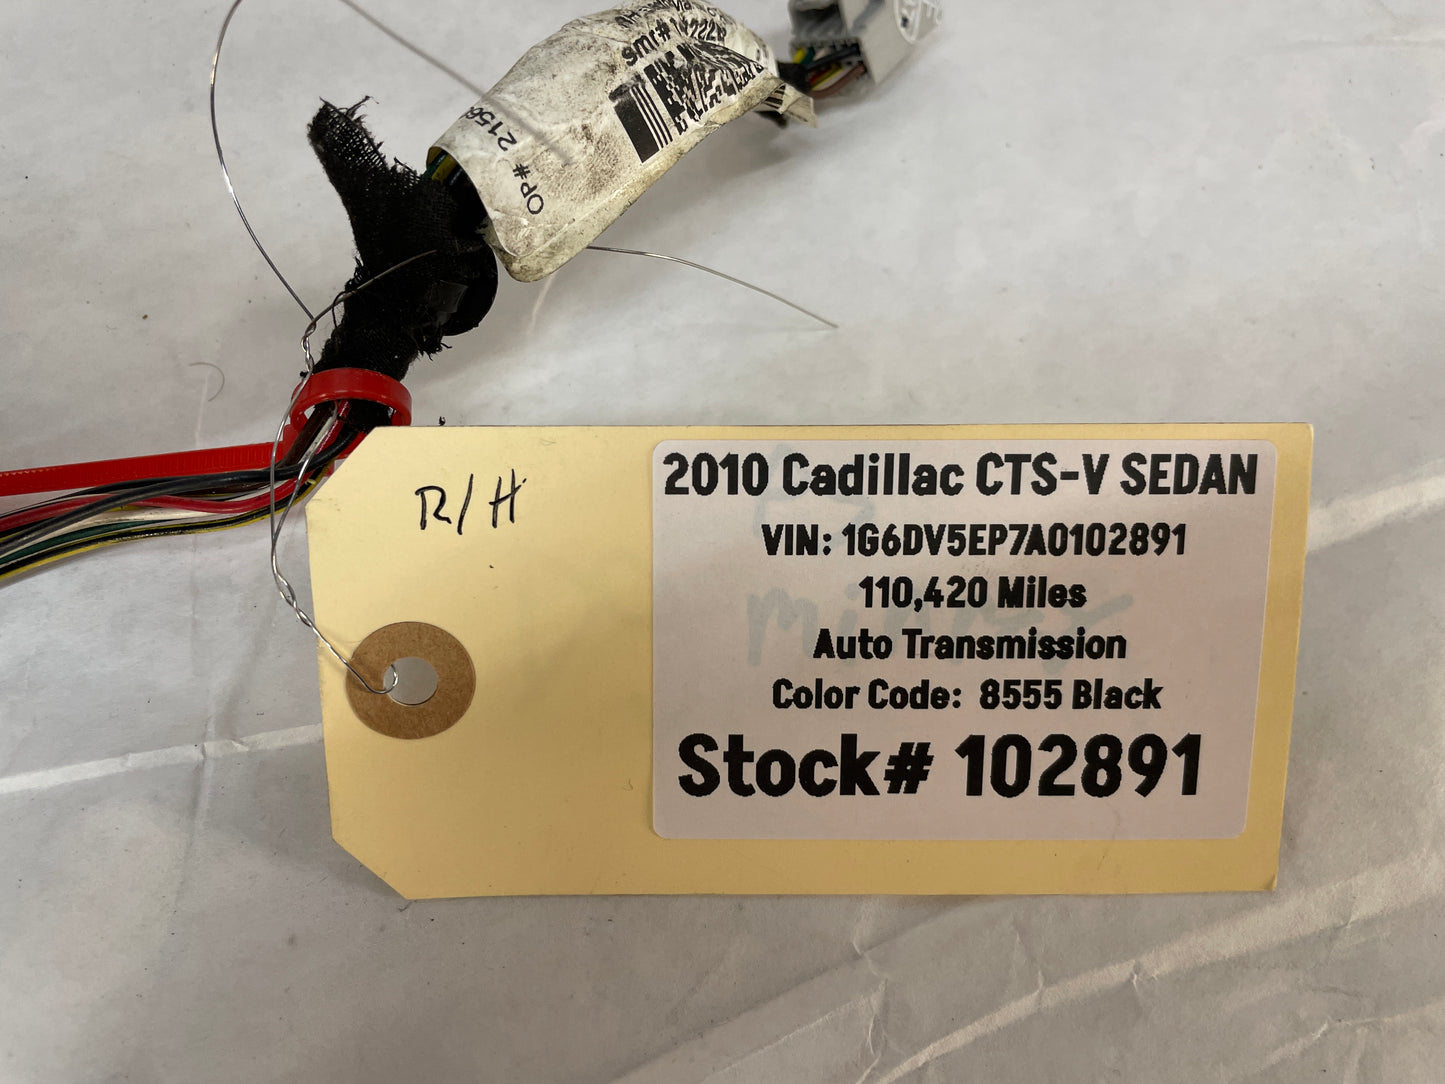 smr#
OP# 2156
R/H
2010 Cadillac CTS-V SEDAN
VIN: 1G6DV5EP7A0102891
110,420 Miles
Auto Transmission
Color Code: 8555 Black
Stock# 102891